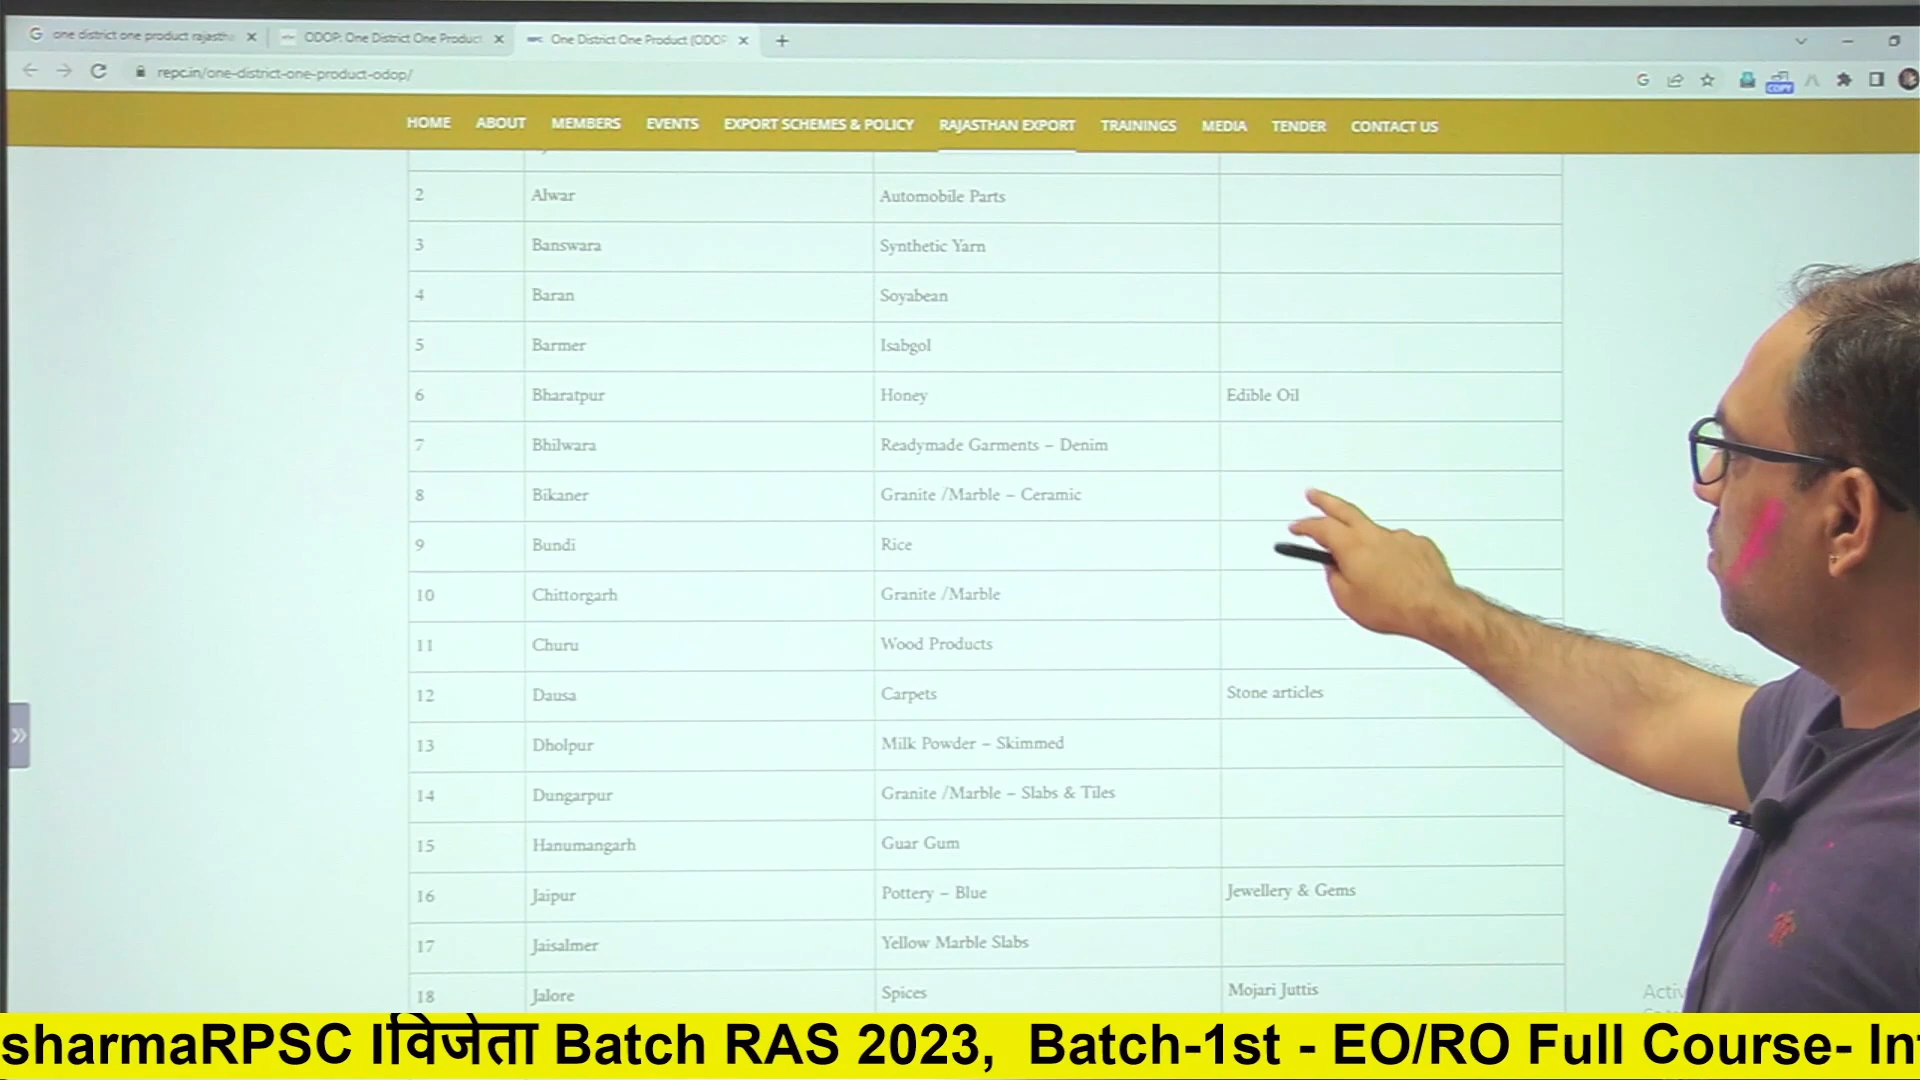 one district one product rajasth
ODOP: One District One Product
One District One Product (ODOP
repc.in/one-district-one-product-odop/
COPY
HOME ABOUT MEMBERS EVENTS EXPORT SCHEMES & POLICY RAJASTHAN EXPORT TRAININGS MEDIA TENDER CONTACT US
2 Alwar Automobile Parts
3 Banswara Synthetic Yarn
4 Baran Soyabean
5 Barmer Isabgol
6 Bharatpur Honey Edible Oil
7 Bhilwara Readymade Garments – Denim
8 Bikaner Granite /Marble – Ceramic
9 Bundi Rice
10 Chittorgarh Granite /Marble
11 Churu Wood Products
12 Dausa Carpets Stone articles
13 Dholpur Milk Powder – Skimmed
14 Dungarpur Granite /Marble – Slabs & Tiles
15 Hanumangarh Guar Gum
16 Jaipur Pottery – Blue Jewellery & Gems
17 Jaisalmer Yellow Marble Slabs
18 Jalore Spices Mojari Juttis
Activ
sharmaRPSC Iविजेता Batch RAS 2023, Batch-1st - EO/RO Full Course- In